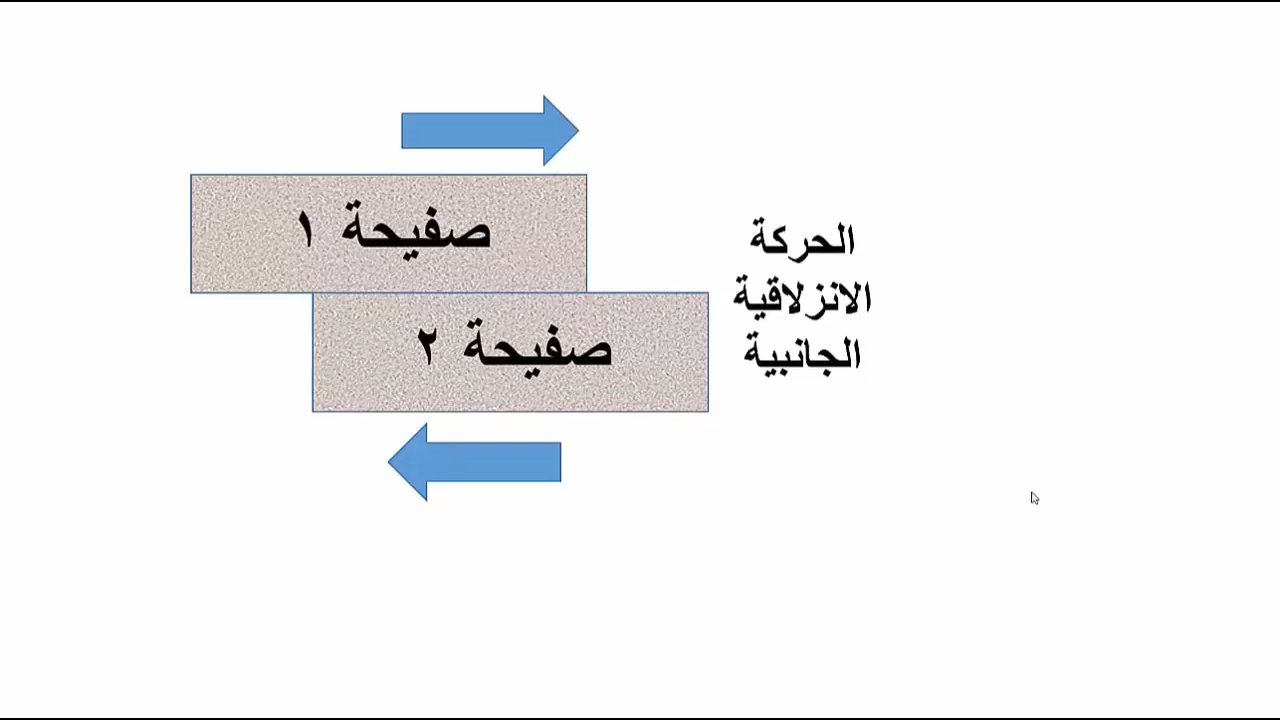 صفيحة ١
صفيحة ٢
الحركة
الانزلاقية
الجانبية